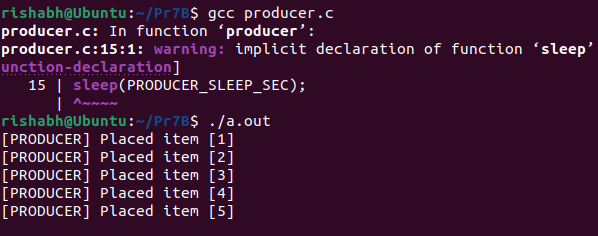 rishabh@Ubuntu:~/Pr7B$ gcc producer.c
producer.c: In function ‘producer’:
producer.c:15:1: warning: implicit declaration of function ‘sleep’
unction-declaration]
15 | sleep(PRODUCER_SLEEP_SEC);
| ^~~~~
rishabh@Ubuntu:~/Pr7B$ ./a.out
[PRODUCER] Placed item [1]
[PRODUCER] Placed item [2]
[PRODUCER] Placed item [3]
[PRODUCER] Placed item [4]
[PRODUCER] Placed item [5]